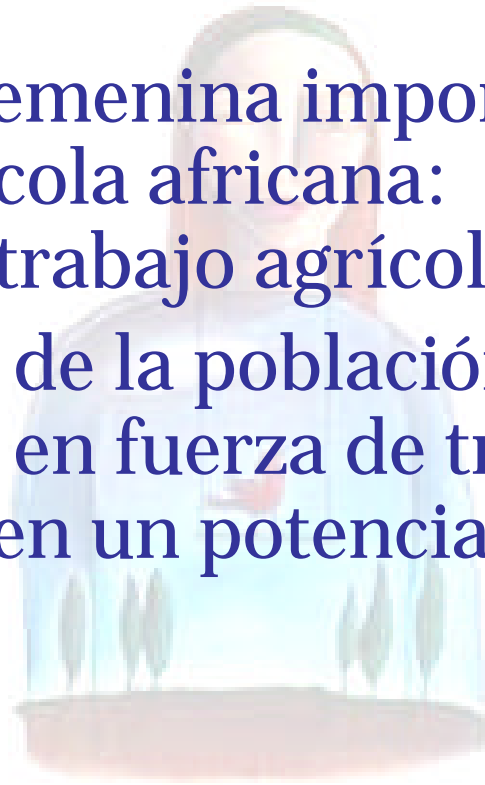 emenina impor
cola africana:
trabajo agrícol
de la població
en fuerza de tr
en un potencia